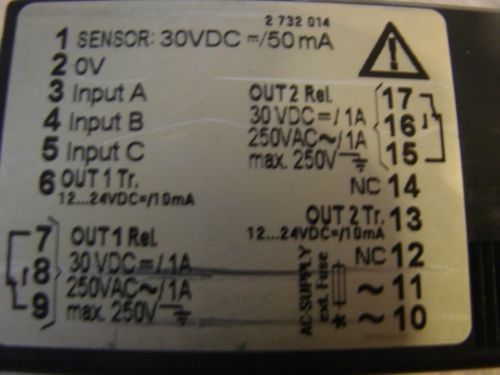 2 732 014
1 SENSOR: 30VDC ⎓/50mA
2 0V
3 Input A
4 Input B
5 Input C
6 OUT 1 Tr.
12...24VDC=/10mA
7 OUT 1 Rel.
8 30 VDC=/1A
9 250VAC~/1A
max. 250V
OUT2 Rel. 17
30 VDC=/1A 16
250VAC~/1A 15
max. 250V
NC 14
OUT 2 Tr. 13
12...24VDC=/10mA
NC 12
~ 11
* ~ 10
AC-SUPPLY
ext. Fuse